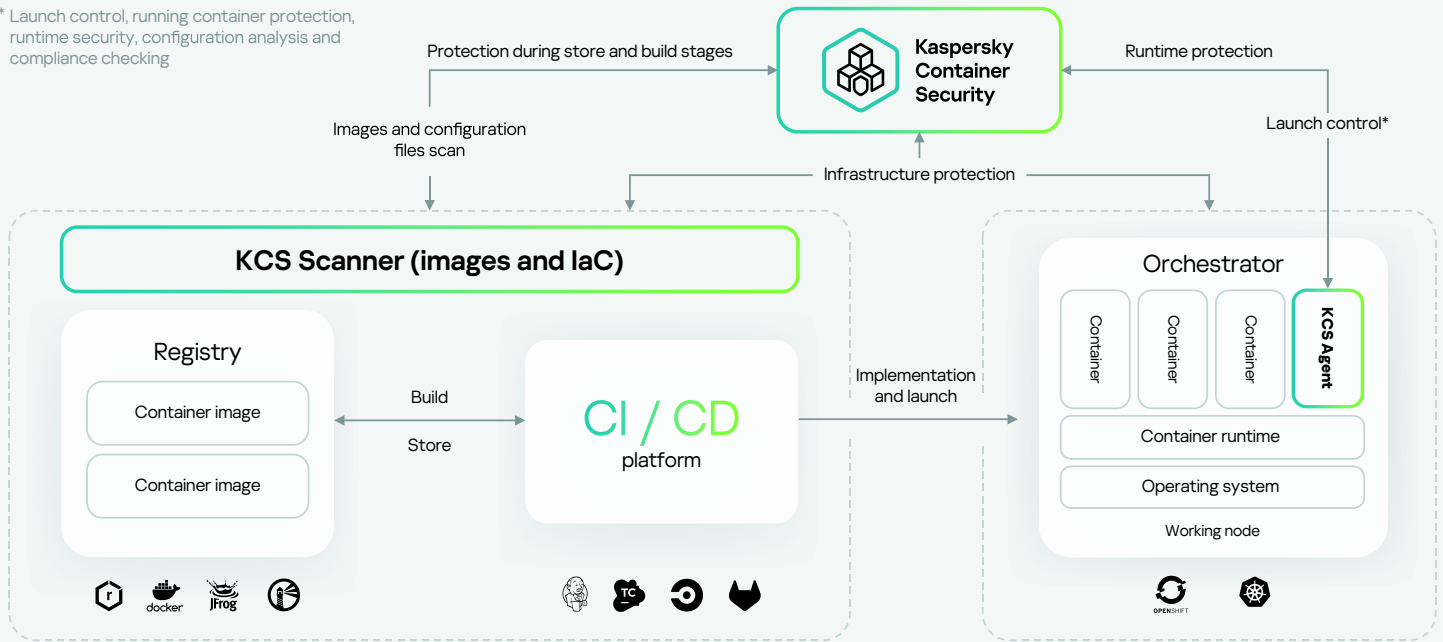 * Launch control, running container protection,
runtime security, configuration analysis and
compliance checking
Protection during store and build stages
Kaspersky
Container
Security
Runtime protection
Images and configuration
files scan
Launch control*
Infrastructure protection
KCS Scanner (images and IaC)
Registry
Container image
Container image
Build
Store
CI / CD
platform
Implementation
and launch
Orchestrator
Container
Container
Container
KCS Agent
Container runtime
Operating system
Working node
r
docker
JFrog
TC
OPENSHIFT